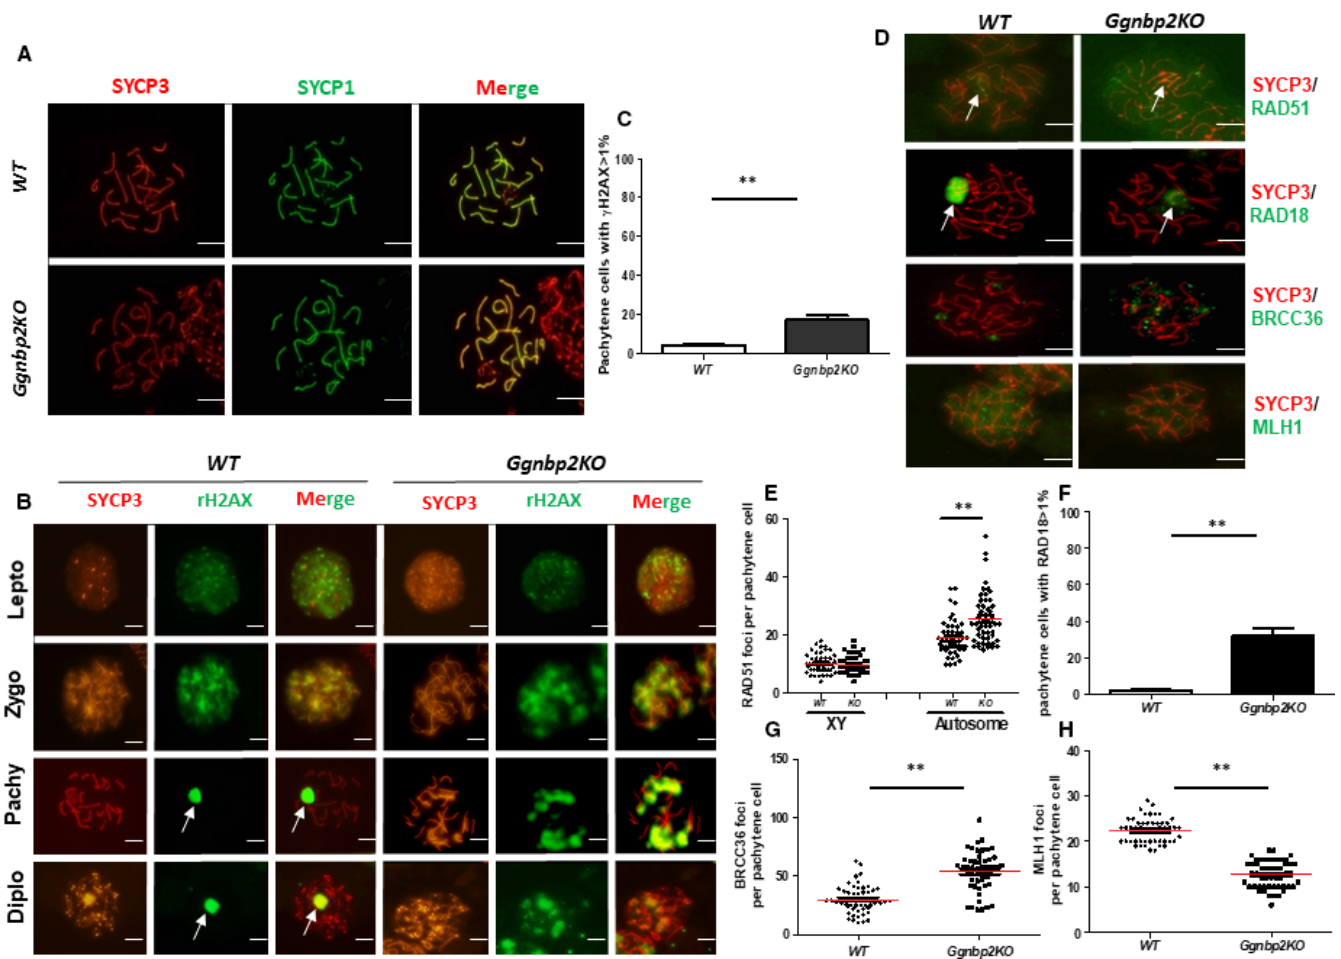 A
SYCP3 SYCP1 Merge
WT
Ggnbp2KO
B
WT Ggnbp2KO
SYCP3 rH2AX Merge SYCP3 rH2AX Merge
Lepto
Zygo
Pachy
Diplo
C
Pachytene cells with γH2AX>1%
100
80
60
40
20
0
**
WT Ggnbp2KO
D
WT Ggnbp2KO
SYCP3/
RAD51
SYCP3/
RAD18
SYCP3/
BRCC36
SYCP3/
MLH1
E
RAD51 foci per pachytene cell
60
40
20
0
**
WT KO WT KO
XY Autosome
F
pachytene cells with RAD18>1%
100
80
60
40
20
0
**
WT Ggnbp2KO
G
BRCC36 foci
per pachytene cell
150
100
50
0
**
WT Ggnbp2KO
H
MLH1 foci
per pachytene cell
40
30
20
10
0
**
WT Ggnbp2KO